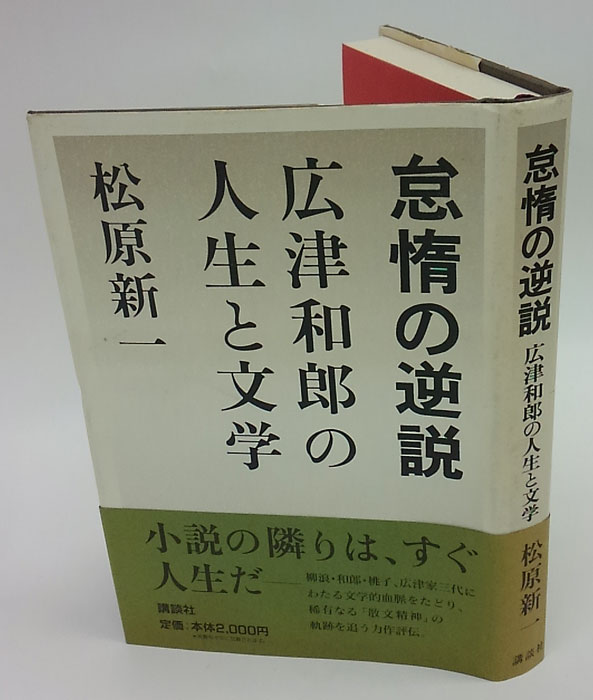 怠惰の逆説
広津和郎の
人生と文学
松原新一
小説の隣りは、すぐ
人生だ――
柳浪・和郎・桃子、広津家三代に
わたる文学的血脈をたどり、
稀有なる「散文精神」の
軌跡を追う力作評伝。
講談社
定価：本体2,000円
怠惰の逆説 広津和郎の人生と文学 松原新一 講談社